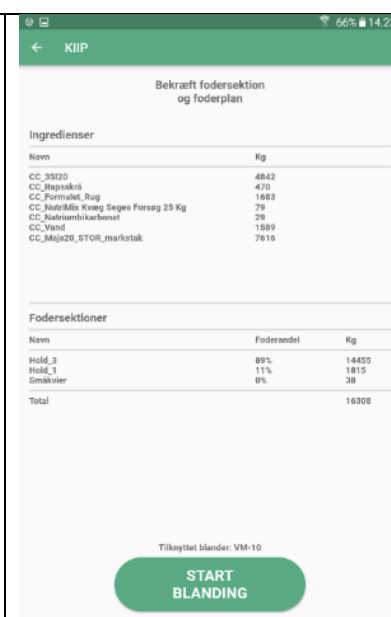 66% 14.2
KIIP
Bekræft fodersektion
og foderplan
Ingredienser
Navn Kg
CC_3SI20 4842
CC_Rapsskrå 470
CC_Formalet_Rug 1683
CC_NutriMix Kvæg Seges Forsøg 25 Kg 79
CC_Natriumbikarbonat 29
CC_Vand 1589
CC_Majs20_STOR_markstak 7616
Fodersektioner
Navn Foderandel Kg
Hold_3 89% 14455
Hold_1 11% 1815
Småkvier 0% 38
Total 16308
Tilknyttet blander: VM-10
START
BLANDING